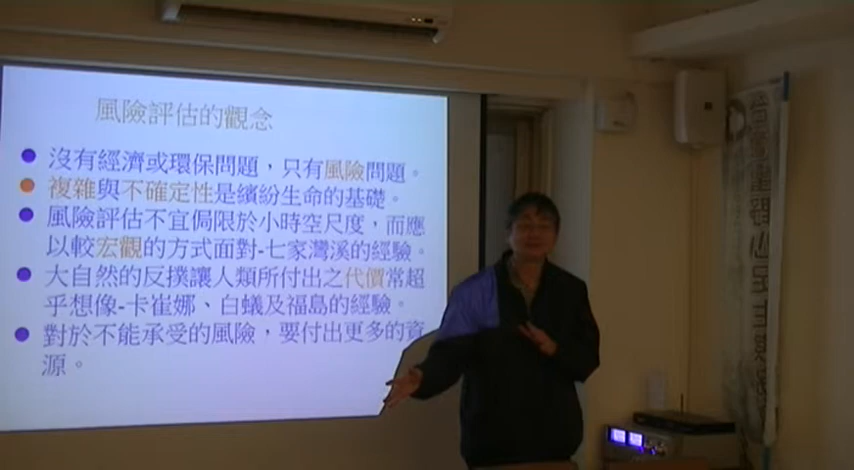 風險評估的觀念
沒有經濟或環保問題，只有風險問題。
複雜與不確定性是繽紛生命的基礎。
風險評估不宜侷限於小時空尺度，而應
以較宏觀的方式面對-七家灣溪的經驗。
大自然的反撲讓人類所付出之代價常超
乎想像-卡崔娜、白蟻及福島的經驗。
對於不能承受的風險，要付出更多的資
源。